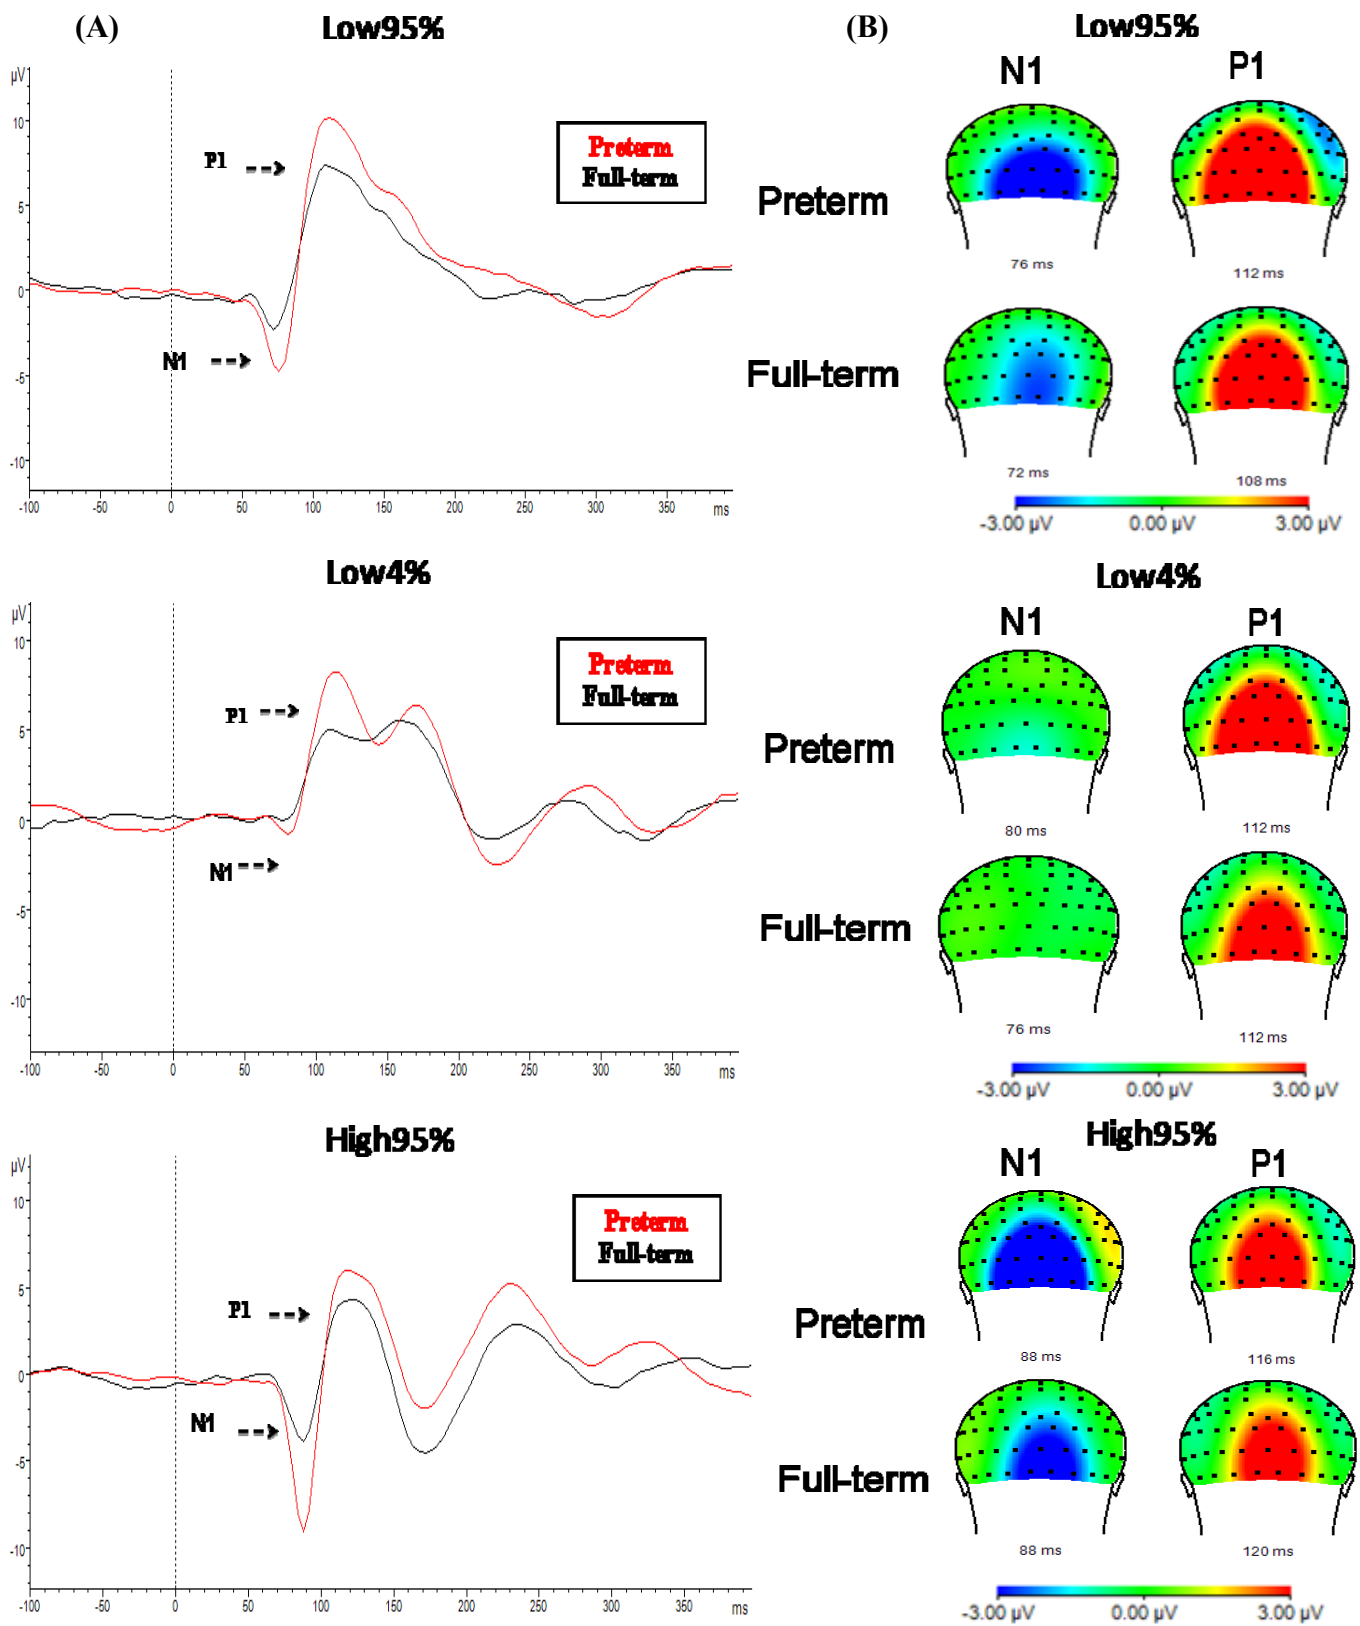 (A)
Low95%
µV
10
5
0
-5
-10
P1
N1
Preterm
Full-term
-100 -50 0 50 100 150 200 250 300 350 ms
(B)
Low95%
N1 P1
Preterm
76 ms 112 ms
Full-term
72 ms 108 ms
-3.00 µV 0.00 µV 3.00 µV
Low4%
µV
10
5
0
-5
-10
P1
N1
Preterm
Full-term
-100 -50 0 50 100 150 200 250 300 350 ms
Low4%
N1 P1
Preterm
80 ms 112 ms
Full-term
76 ms 112 ms
-3.00 µV 0.00 µV 3.00 µV
High95%
µV
10
5
0
-5
-10
P1
N1
Preterm
Full-term
-100 -50 0 50 100 150 200 250 300 350 ms
High95%
N1 P1
Preterm
88 ms 116 ms
Full-term
88 ms 120 ms
-3.00 µV 0.00 µV 3.00 µV